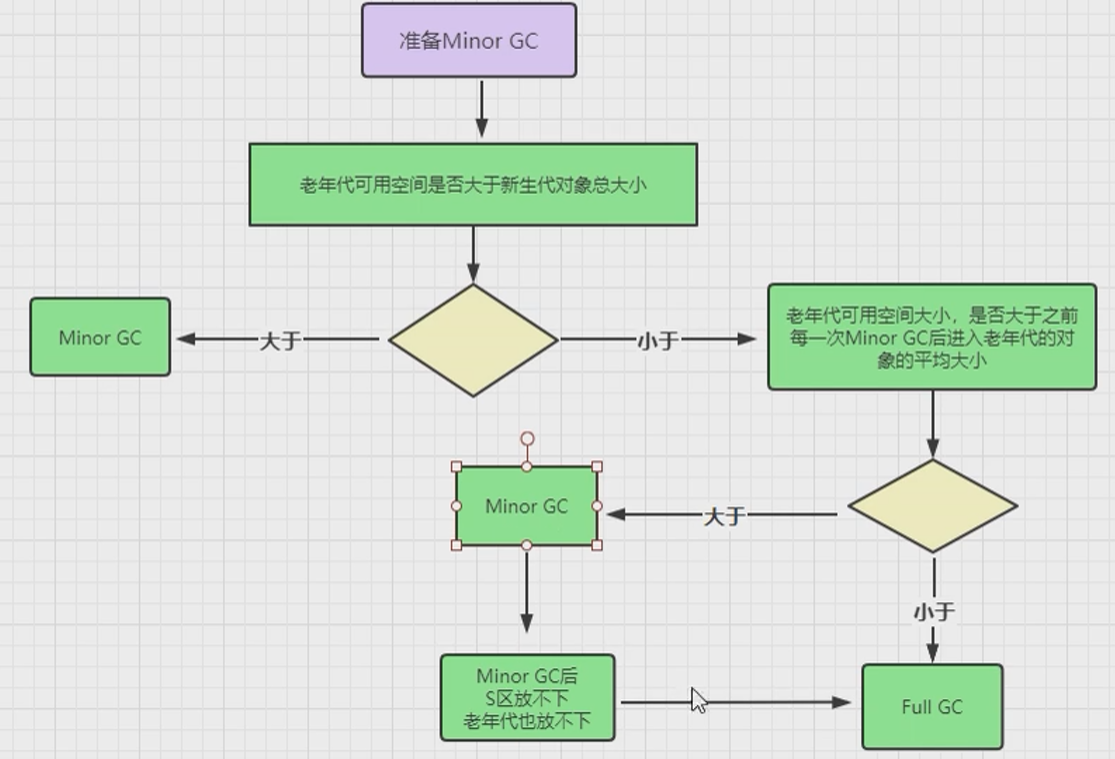 准备Minor GC
老年代可用空间是否大于新生代对象总大小
Minor GC
大于
小于
老年代可用空间大小，是否大于之前
每一次Minor GC后进入老年代的对
象的平均大小
Minor GC
大于
小于
Minor GC后
S区放不下
老年代也放不下
Full GC